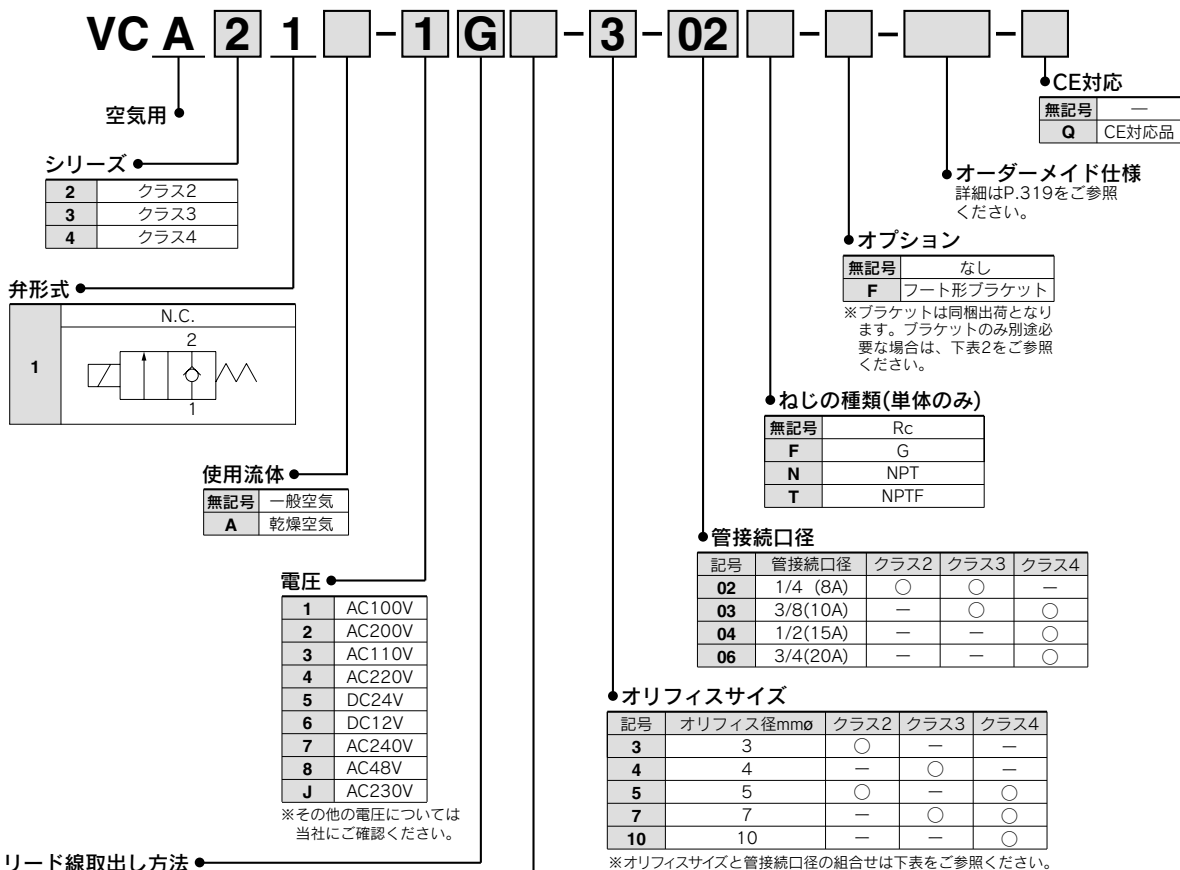 VC A 2 1 - 1 G - 3 - 02 - - -
CE対応
無記号 —
Q CE対応品
空気用
シリーズ
2 クラス2
3 クラス3
4 クラス4
オーダーメイド仕様
詳細はP.319をご参照
ください。
オプション
無記号 なし
F フート形ブラケット
※ブラケットは同梱出荷となり
ます。ブラケットのみ別途必
要な場合は、下表2をご参照
ください。
弁形式
N.C.
1
2
1
ねじの種類(単体のみ)
無記号 Rc
F G
N NPT
T NPTF
使用流体
無記号 一般空気
A 乾燥空気
管接続口径
記号 管接続口径 クラス2 クラス3 クラス4
02 1/4 (8A) ○ ○ —
03 3/8(10A) — ○ ○
04 1/2(15A) — — ○
06 3/4(20A) — — ○
電圧
1 AC100V
2 AC200V
3 AC110V
4 AC220V
5 DC24V
6 DC12V
7 AC240V
8 AC48V
J AC230V
※その他の電圧については
当社にご確認ください。
オリフィスサイズ
記号 オリフィス径mmø クラス2 クラス3 クラス4
3 3 ○ — —
4 4 — ○ —
5 5 ○ — ○
7 7 — ○ ○
10 10 — — ○
※オリフィスサイズと管接続口径の組合せは下表をご参照ください。
リード線取出し方法